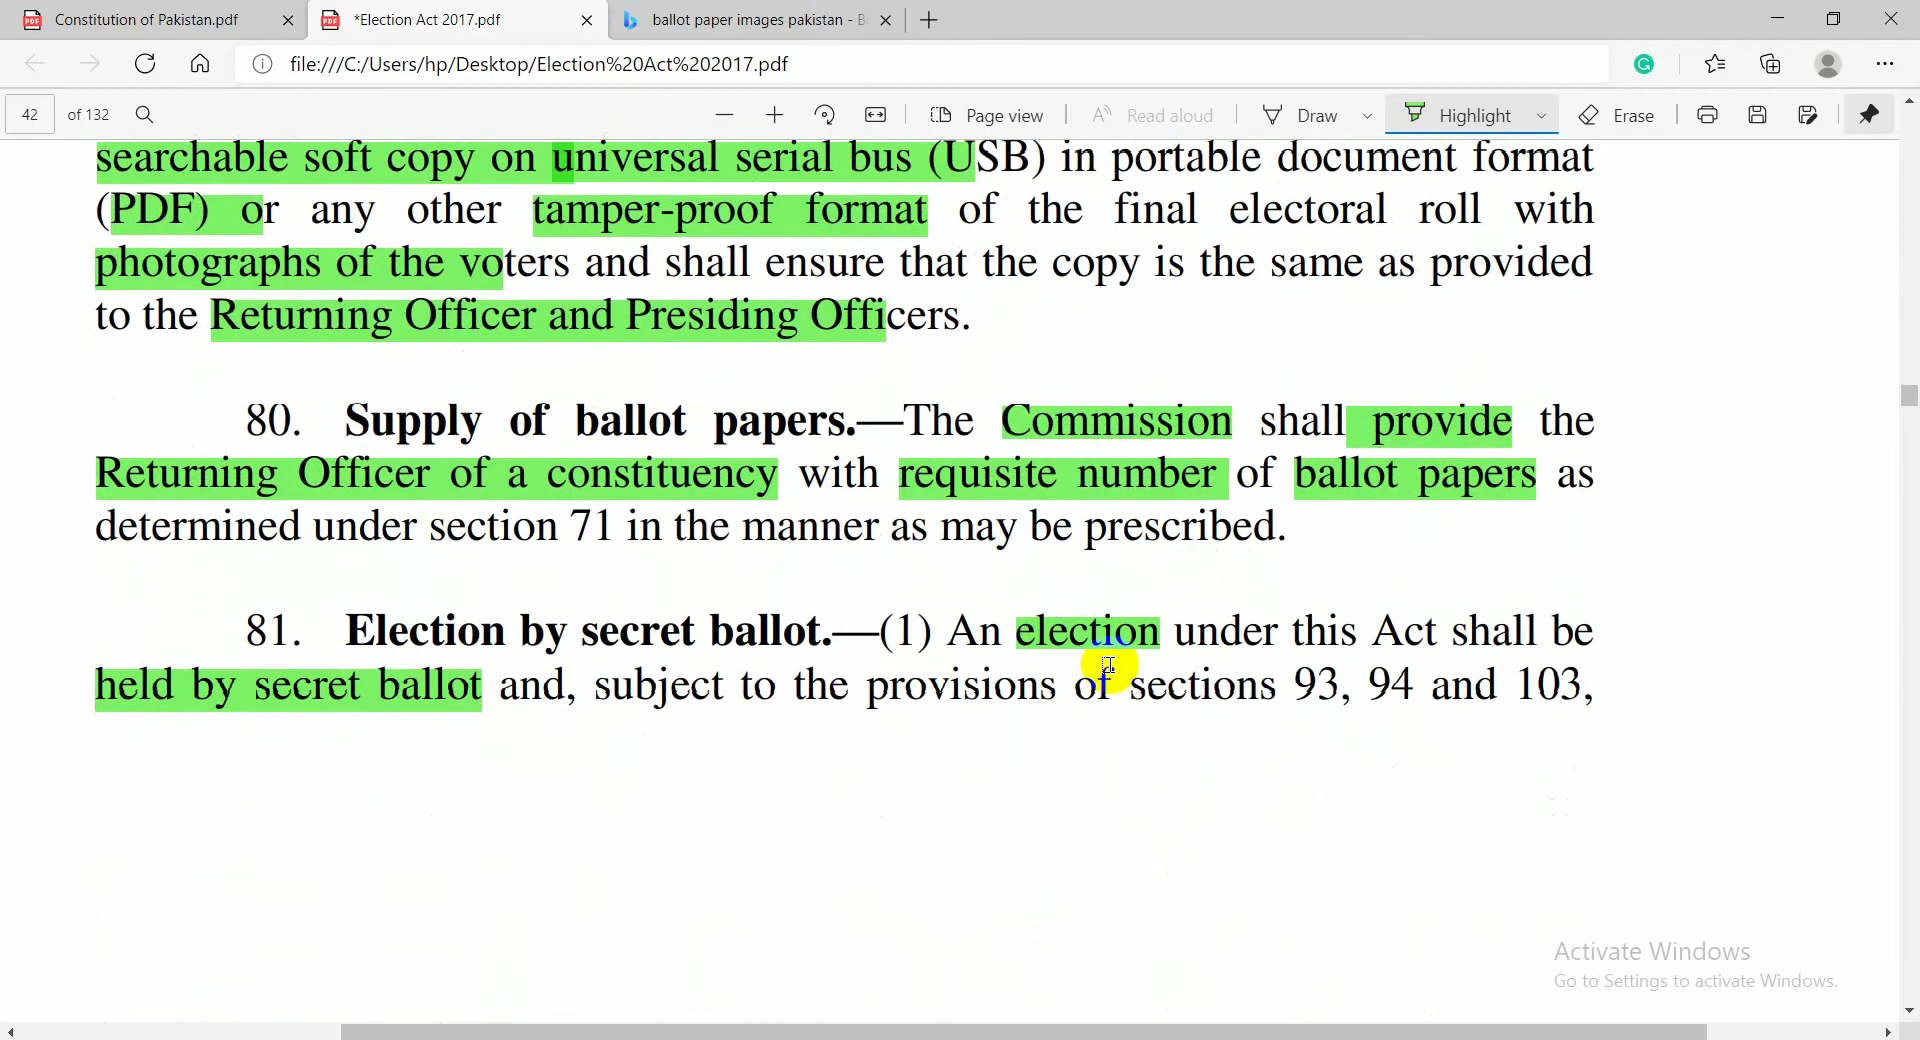 Constitution of Pakistan.pdf
*Election Act 2017.pdf
ballot paper images pakistan - B
file:///C:/Users/hp/Desktop/Election%20Act%202017.pdf
42 of 132 Page view Read aloud Draw Highlight Erase
searchable soft copy on universal serial bus (USB) in portable document format
(PDF) or any other tamper-proof format of the final electoral roll with
photographs of the voters and shall ensure that the copy is the same as provided
to the Returning Officer and Presiding Officers.
80. Supply of ballot papers.—The Commission shall provide the
Returning Officer of a constituency with requisite number of ballot papers as
determined under section 71 in the manner as may be prescribed.
81. Election by secret ballot.—(1) An election under this Act shall be
held by secret ballot and, subject to the provisions of sections 93, 94 and 103,
Activate Windows
Go to Settings to activate Windows.